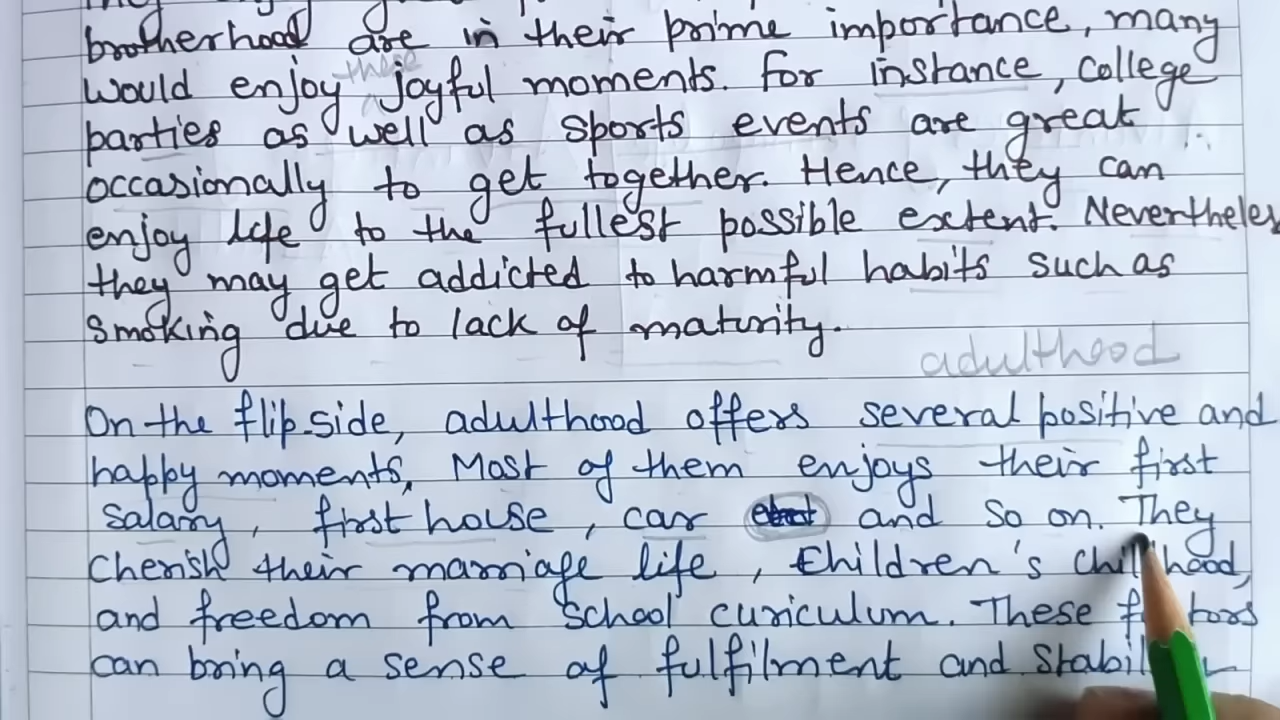 brotherhood are in their prime importance, many
these
would enjoy joyful moments. For instance, college
parties as well as sports events are great
occasionally to get together. Hence, they can
enjoy life to the fullest possible extent. Nevertheles
they may get addicted to harmful habits such as
smoking due to lack of maturity.
adulthood
On the flip side, adulthood offers several positive and
happy moments, Most of them enjoys their first
salary, first house, car and so on. They
cherish their marriage life, Children's childhood,
and freedom from School curiculum. These
can bring a sense of fulfilment and